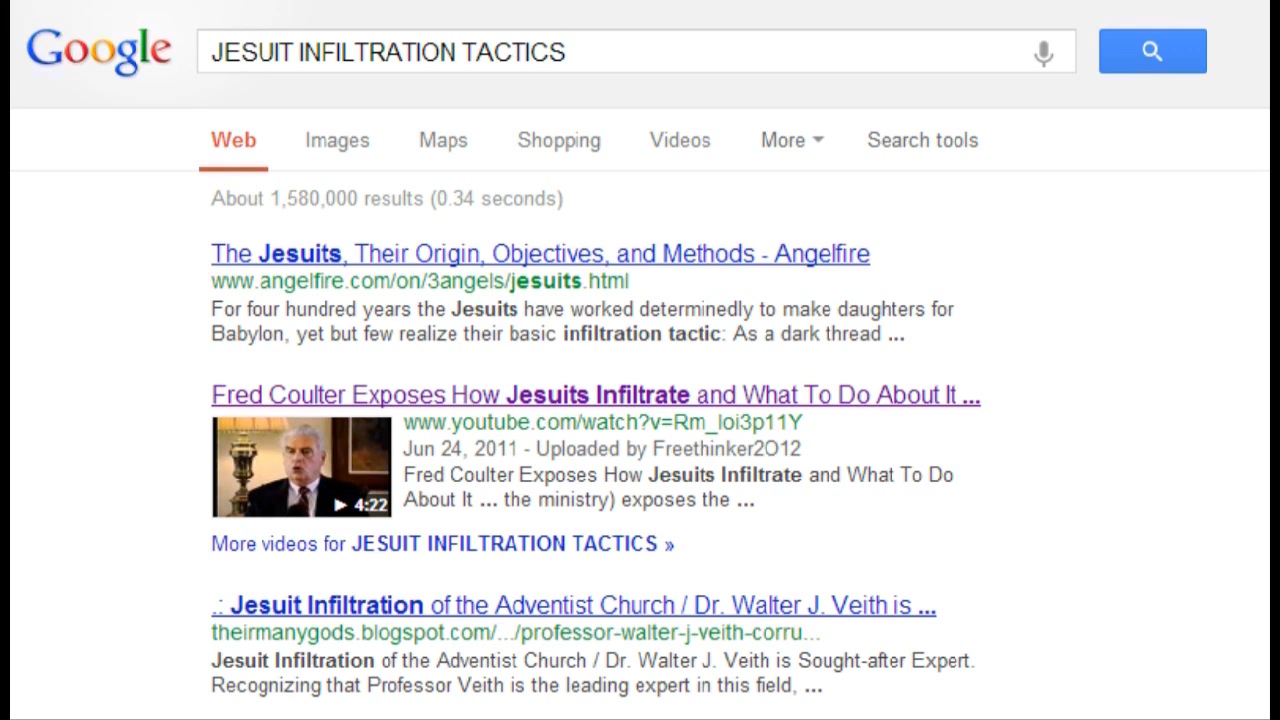 Google
JESUIT INFILTRATION TACTICS
Web Images Maps Shopping Videos More Search tools
About 1,580,000 results (0.34 seconds)
The Jesuits, Their Origin, Objectives, and Methods - Angelfire
www.angelfire.com/on/3angels/jesuits.html
For four hundred years the Jesuits have worked determinedly to make daughters for
Babylon, yet but few realize their basic infiltration tactic: As a dark thread ...
Fred Coulter Exposes How Jesuits Infiltrate and What To Do About It ...
www.youtube.com/watch?v=Rm_loi3p11Y
Jun 24, 2011 - Uploaded by Freethinker2O12
Fred Coulter Exposes How Jesuits Infiltrate and What To Do
About It ... the ministry) exposes the ...
4:22
More videos for JESUIT INFILTRATION TACTICS »
.: Jesuit Infiltration of the Adventist Church / Dr. Walter J. Veith is ...
theirmanygods.blogspot.com/.../professor-walter-j-veith-corru...
Jesuit Infiltration of the Adventist Church / Dr. Walter J. Veith is Sought-after Expert.
Recognizing that Professor Veith is the leading expert in this field, ...